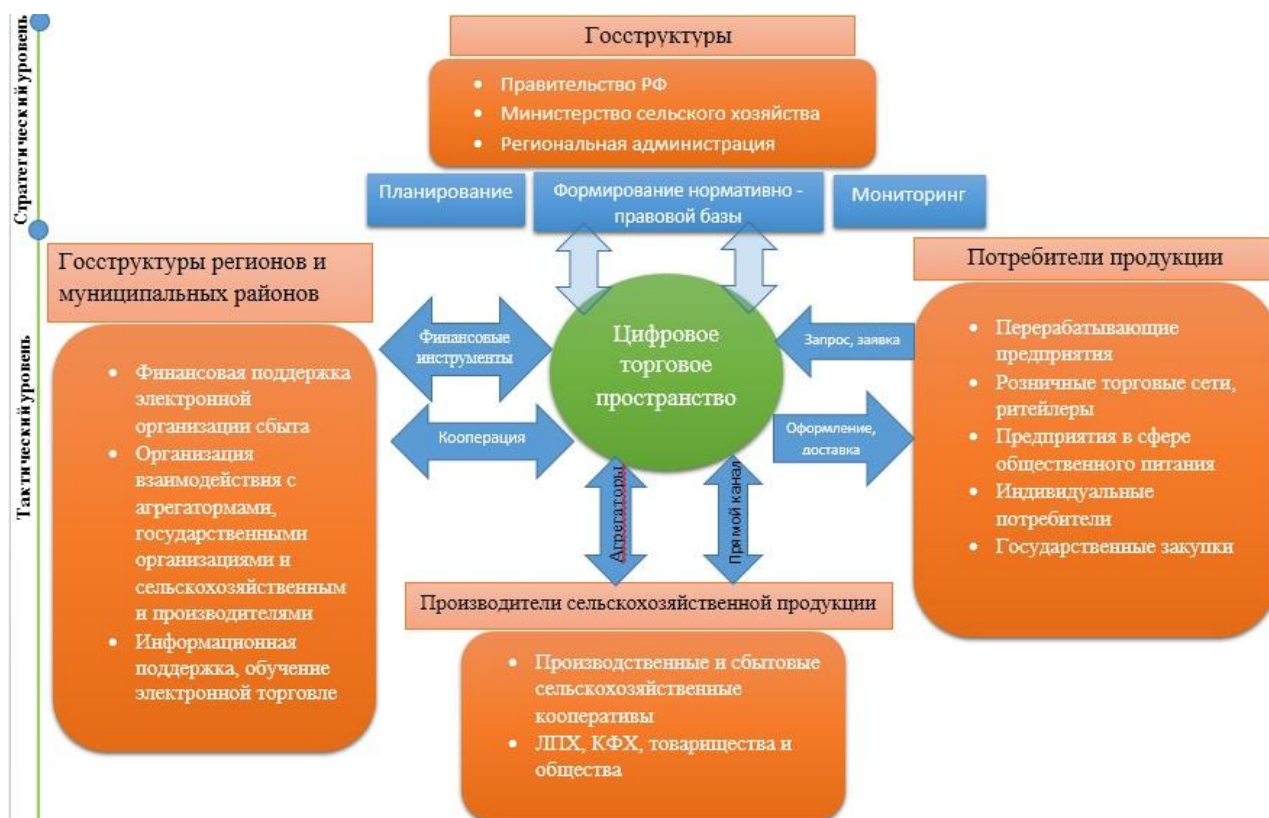 Стратегический уровень
Госструктуры
• Правительство РФ
• Министерство сельского хозяйства
• Региональная администрация
Планирование
Формирование нормативно -
правовой базы
Мониторинг
Тактический уровень
Госструктуры регионов и
муниципальных районов
• Финансовая поддержка
электронной
организации сбыта
• Организация
взаимодействия с
агрегатормами,
государственными
организациями и
сельскохозяйственным
и производителями
• Информационная
поддержка, обучение
электронной торговле
Финансовые
инструменты
Кооперация
Цифровое
торговое
пространство
Запрос, заявка
Оформление,
доставка
Потребители продукции
• Перерабатывающие
предприятия
• Розничные торговые сети,
ритейлеры
• Предприятия в сфере
общественного питания
• Индивидуальные
потребители
• Государственные закупки
Агрегаторы
Прямой канал
Производители сельскохозяйственной продукции
• Производственные и сбытовые
сельскохозяйственные
кооперативы
• ЛПХ, КФХ, товарищества и
общества